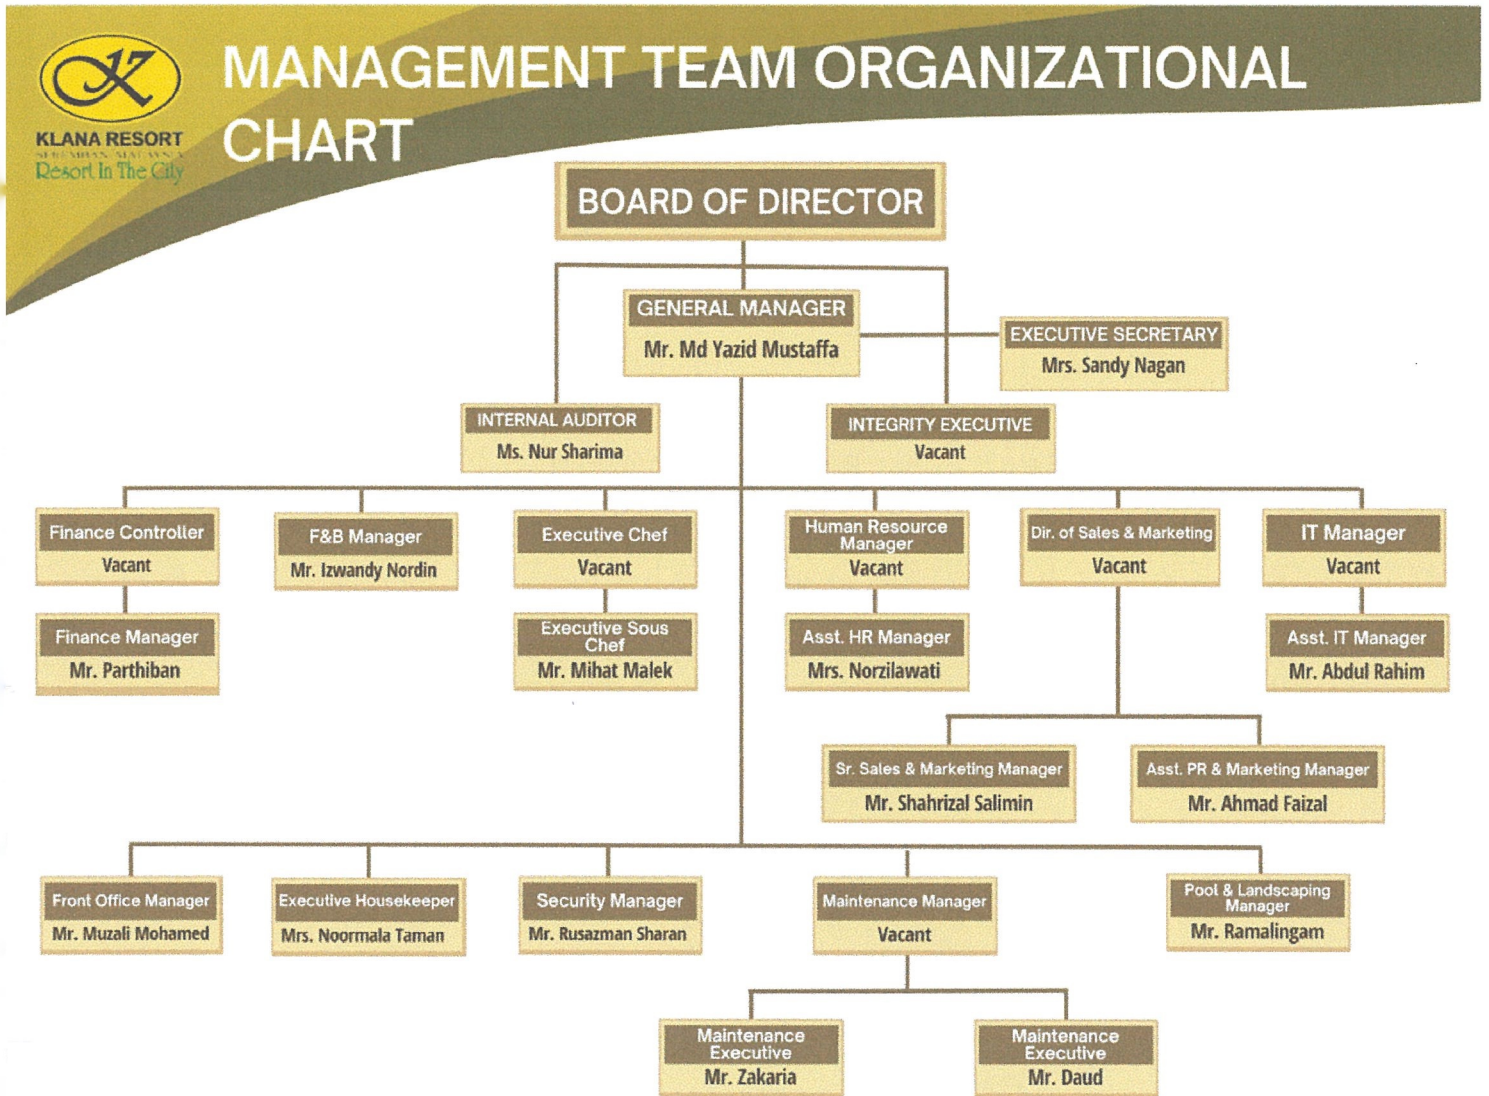 MANAGEMENT TEAM ORGANIZATIONAL
CHART
KLANA RESORT
SEREMBAN, MALAYSIA
Resort In The City
BOARD OF DIRECTOR
GENERAL MANAGER
Mr. Md Yazid Mustaffa
EXECUTIVE SECRETARY
Mrs. Sandy Nagan
INTERNAL AUDITOR
Ms. Nur Sharima
INTEGRITY EXECUTIVE
Vacant
Finance Controller
Vacant
F&B Manager
Mr. Izwandy Nordin
Executive Chef
Vacant
Human Resource
Manager
Vacant
Dir. of Sales & Marketing
Vacant
IT Manager
Vacant
Finance Manager
Mr. Parthiban
Executive Sous
Chef
Mr. Mihat Malek
Asst. HR Manager
Mrs. Norzilawati
Asst. IT Manager
Mr. Abdul Rahim
Sr. Sales & Marketing Manager
Mr. Shahrizal Salimin
Asst. PR & Marketing Manager
Mr. Ahmad Faizal
Front Office Manager
Mr. Muzali Mohamed
Executive Housekeeper
Mrs. Noormala Taman
Security Manager
Mr. Rusazman Sharan
Maintenance Manager
Vacant
Pool & Landscaping
Manager
Mr. Ramalingam
Maintenance
Executive
Mr. Zakaria
Maintenance
Executive
Mr. Daud